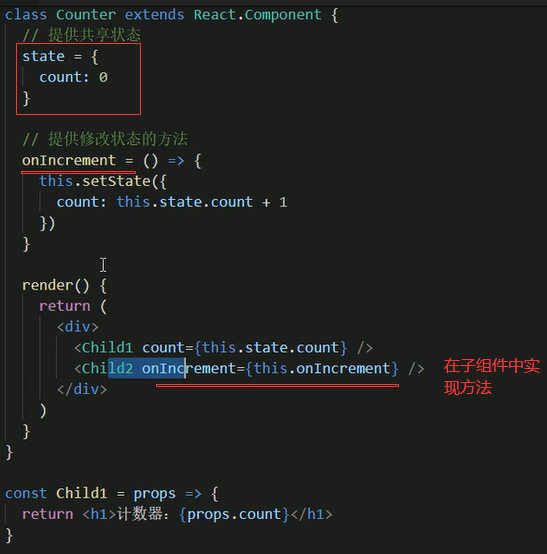 class Counter extends React.Component {
// 提供共享状态
state = {
count: 0
}
// 提供修改状态的方法
onIncrement = () => {
this.setState({
count: this.state.count + 1
})
}
render() {
return (
<div>
<Child1 count={this.state.count} />
<Child2 onIncrement={this.onIncrement} />
在子组件中实
现方法
</div>
)
}
}
const Child1 = props => {
return <h1>计数器：{props.count}</h1>
}